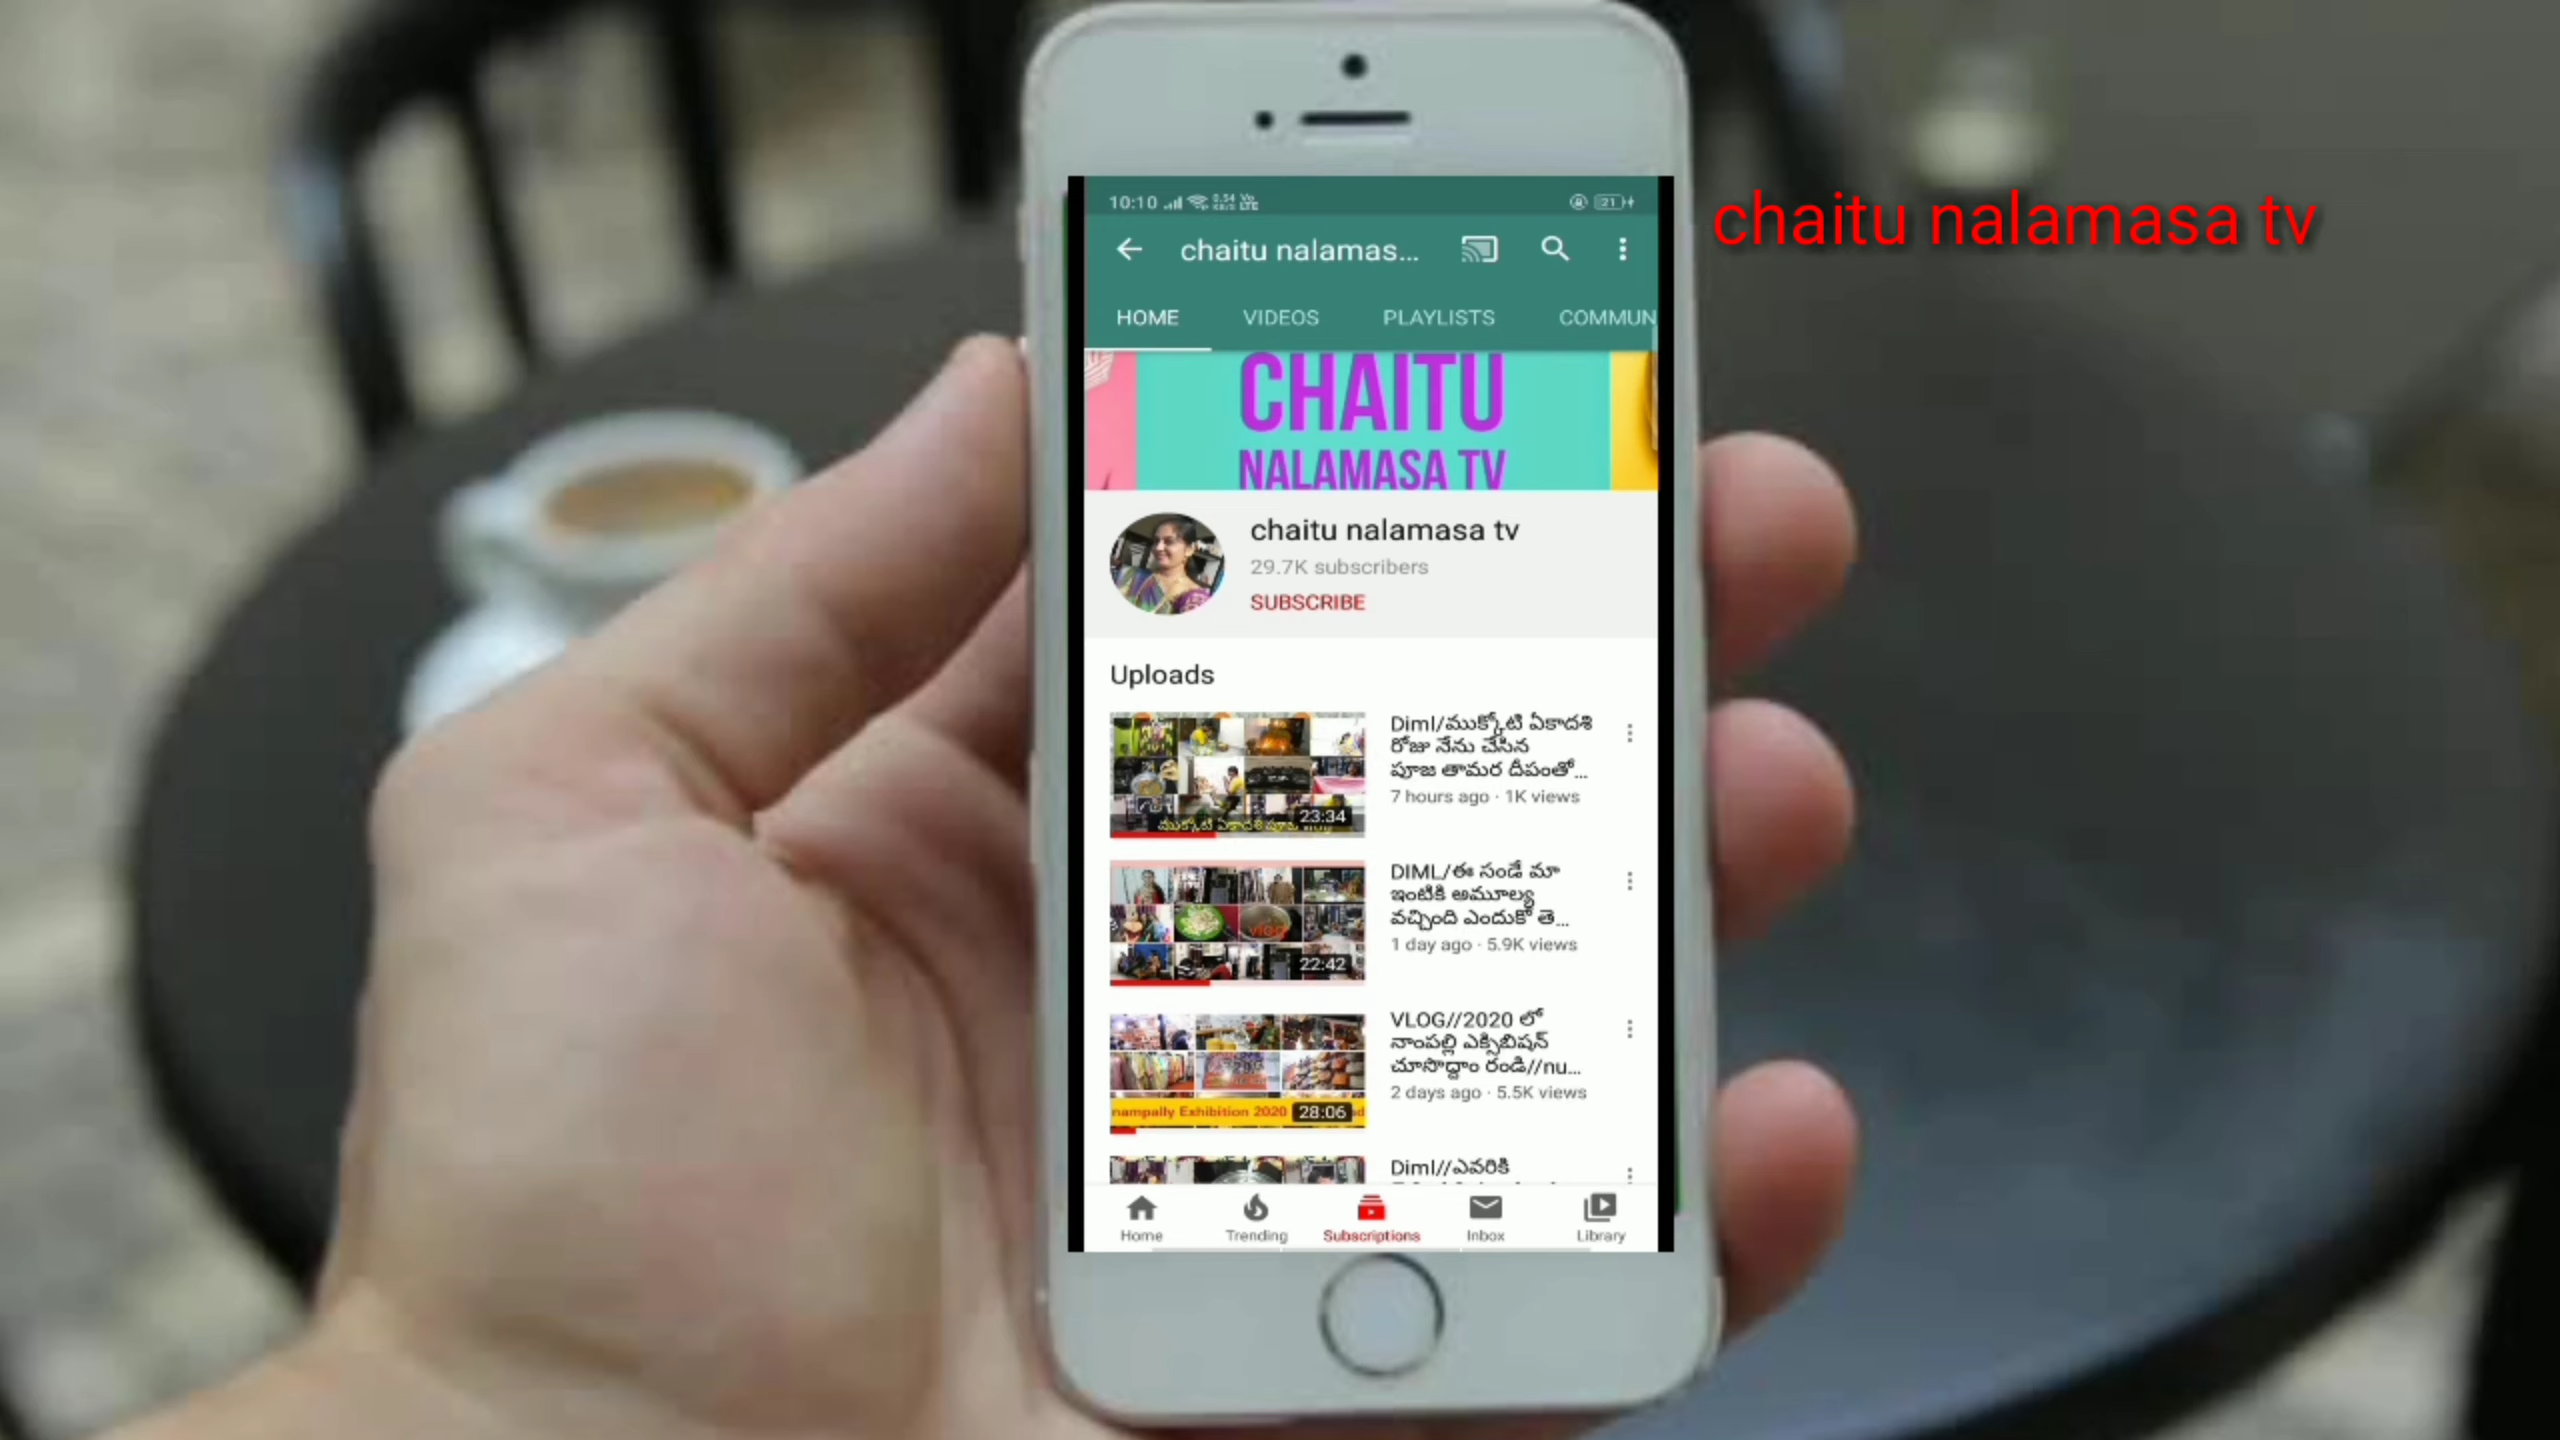 chaitu nalamasa tv
10:10
21
chaitu nalamas...
HOME VIDEOS PLAYLISTS COMMUN
CHAITU
NALAMASA TV
chaitu nalamasa tv
29.7K subscribers
SUBSCRIBE
Uploads
Diml/ముక్కోటి ఏకాదశి
రోజు నేను చేసిన
పూజ తామర దీపంతో...
7 hours ago · 1K views
23:34
DIML/ఈ సండే మా
ఇంటికి అమూల్య
వచ్చింది ఎందుకో తె...
1 day ago · 5.9K views
VLOG
22:42
VLOG//2020 లో
నాంపల్లి ఎక్సిబిషన్
చూసొద్దాం రండి//nu...
2 days ago · 5.5K views
nampally Exhibition 2020
28:06
Diml//ఎవరికి
Home Trending Subscriptions Inbox Library